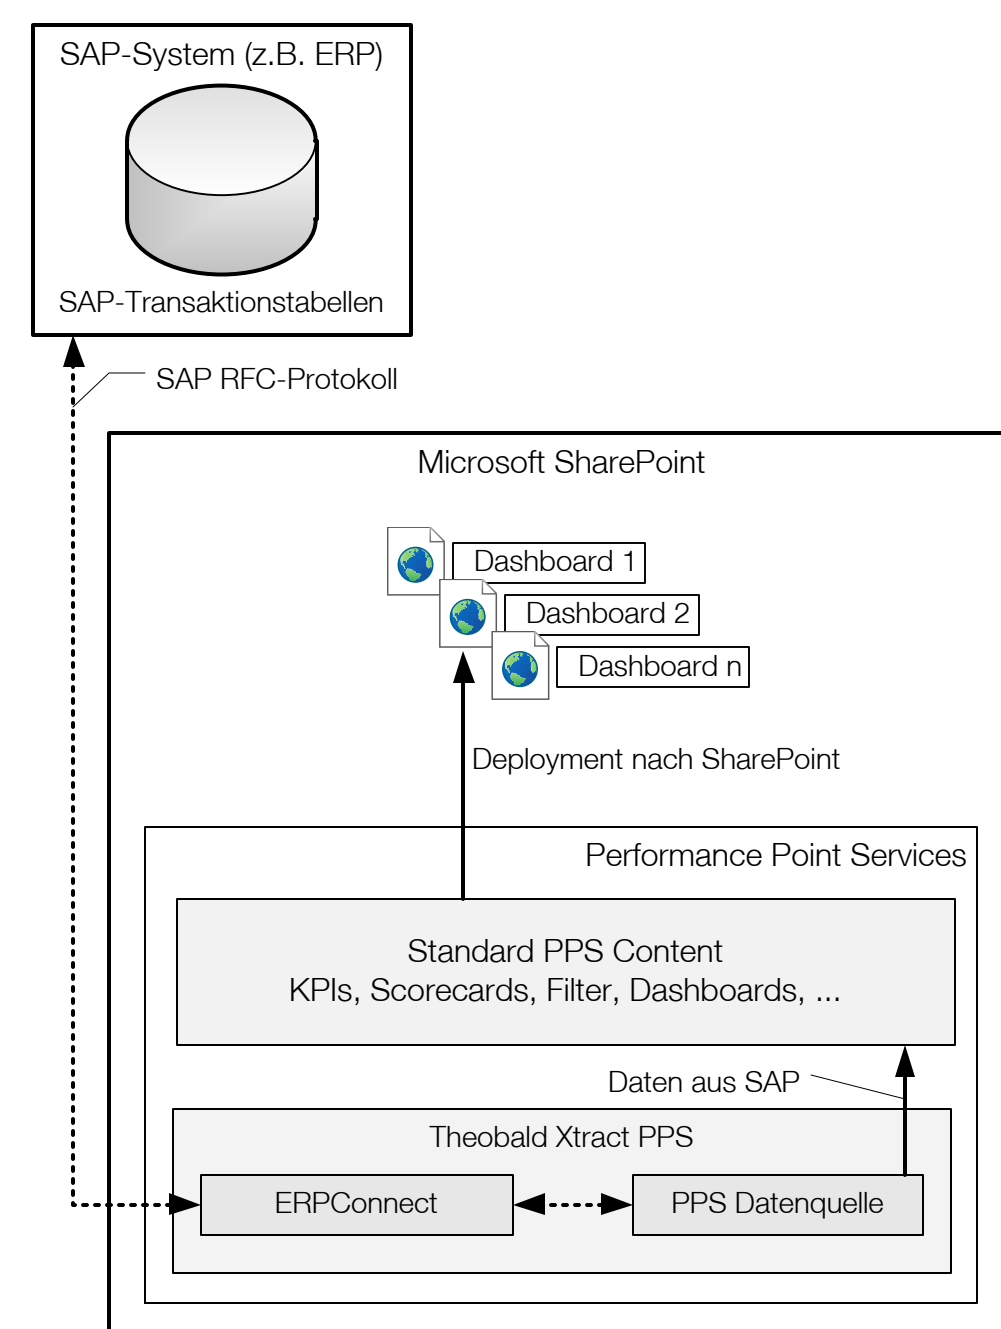 SAP-System (z.B. ERP)
SAP-Transaktionstabellen
SAP RFC-Protokoll
Microsoft SharePoint
Dashboard 1
Dashboard 2
Dashboard n
Deployment nach SharePoint
Performance Point Services
Standard PPS Content
KPIs, Scorecards, Filter, Dashboards, ...
Daten aus SAP
Theobald Xtract PPS
ERPConnect
PPS Datenquelle